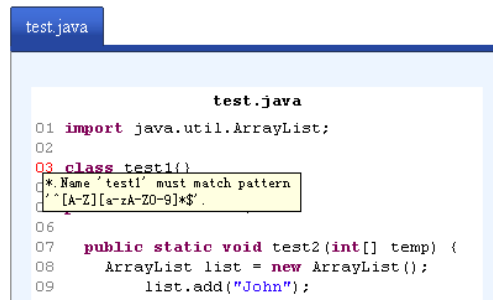 test.java
test.java
01 import java.util.ArrayList;
02
03 class test1{}
*.Name 'test1' must match pattern
'^[A-Z][a-zA-Z0-9]*$'.
06
07 public static void test2(int[] temp) {
08 ArrayList list = new ArrayList();
09 list.add("John");